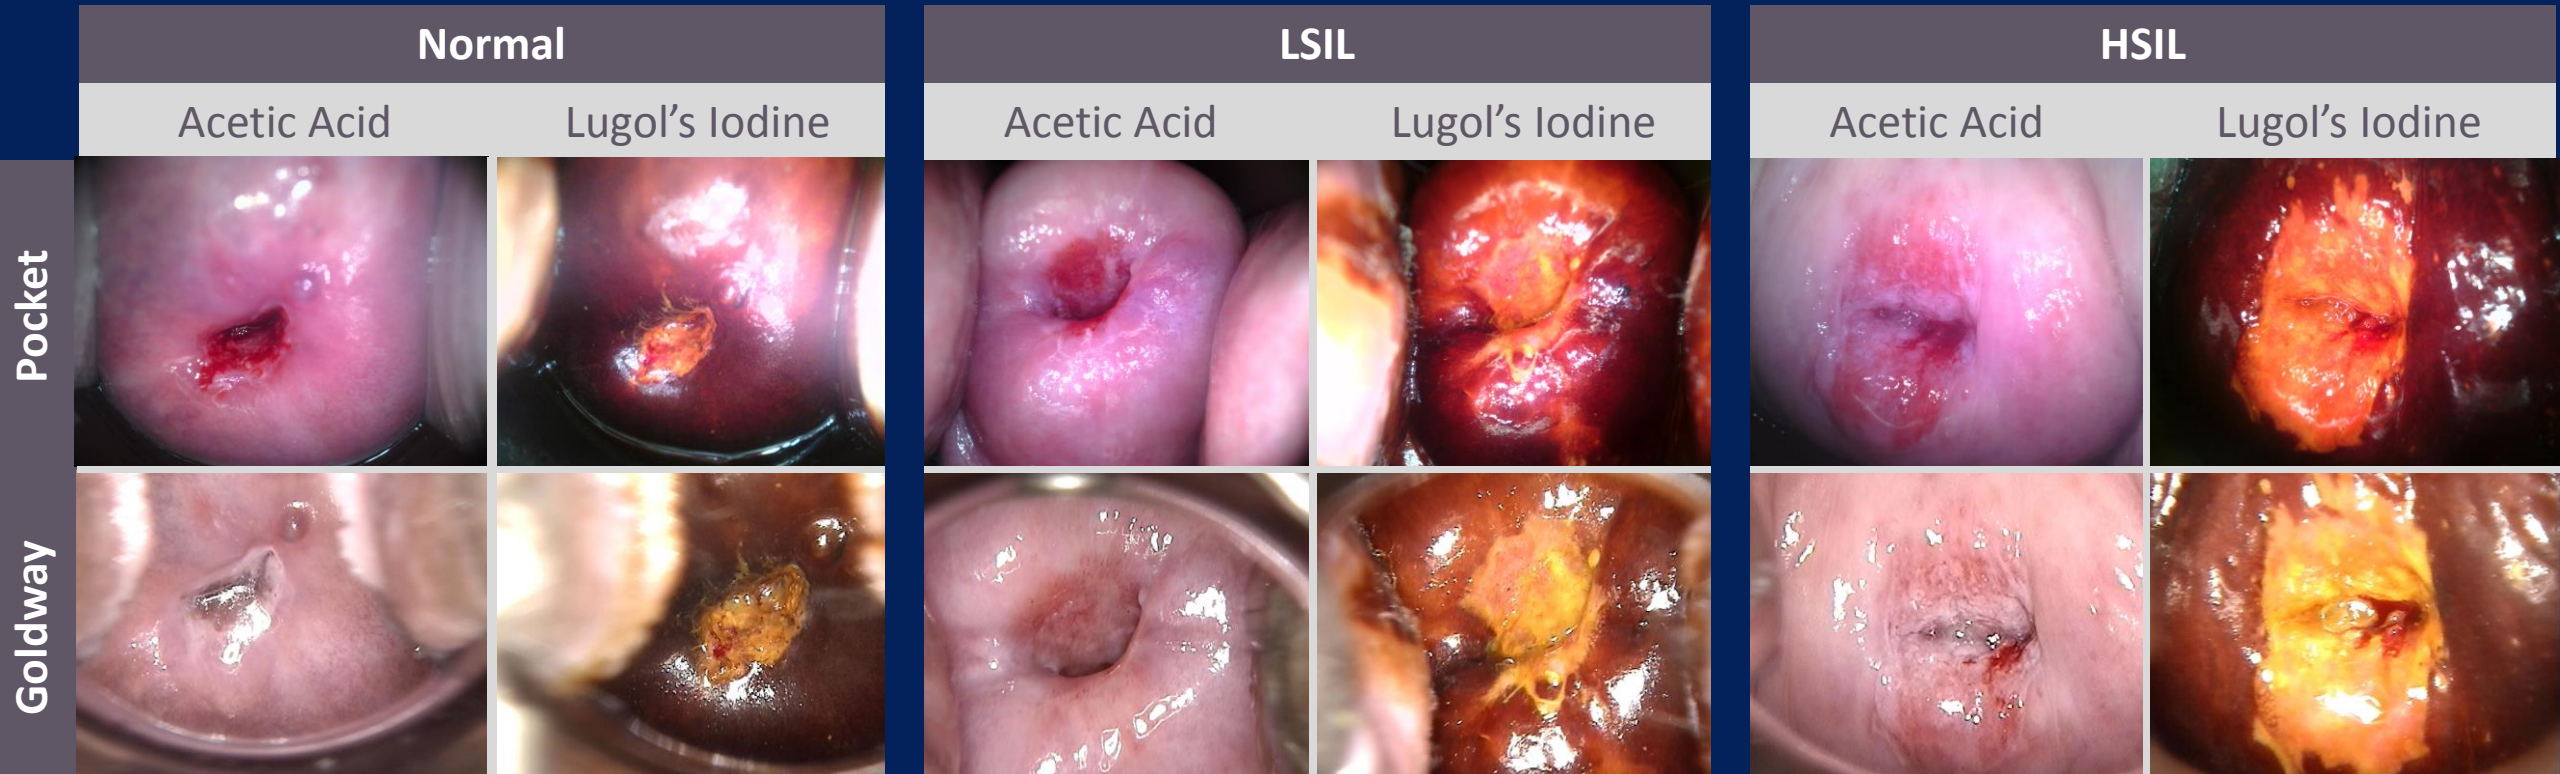 Normal
LSIL
HSIL
Acetic Acid
Lugol’s Iodine
Acetic Acid
Lugol’s Iodine
Acetic Acid
Lugol’s Iodine
Pocket
Goldway